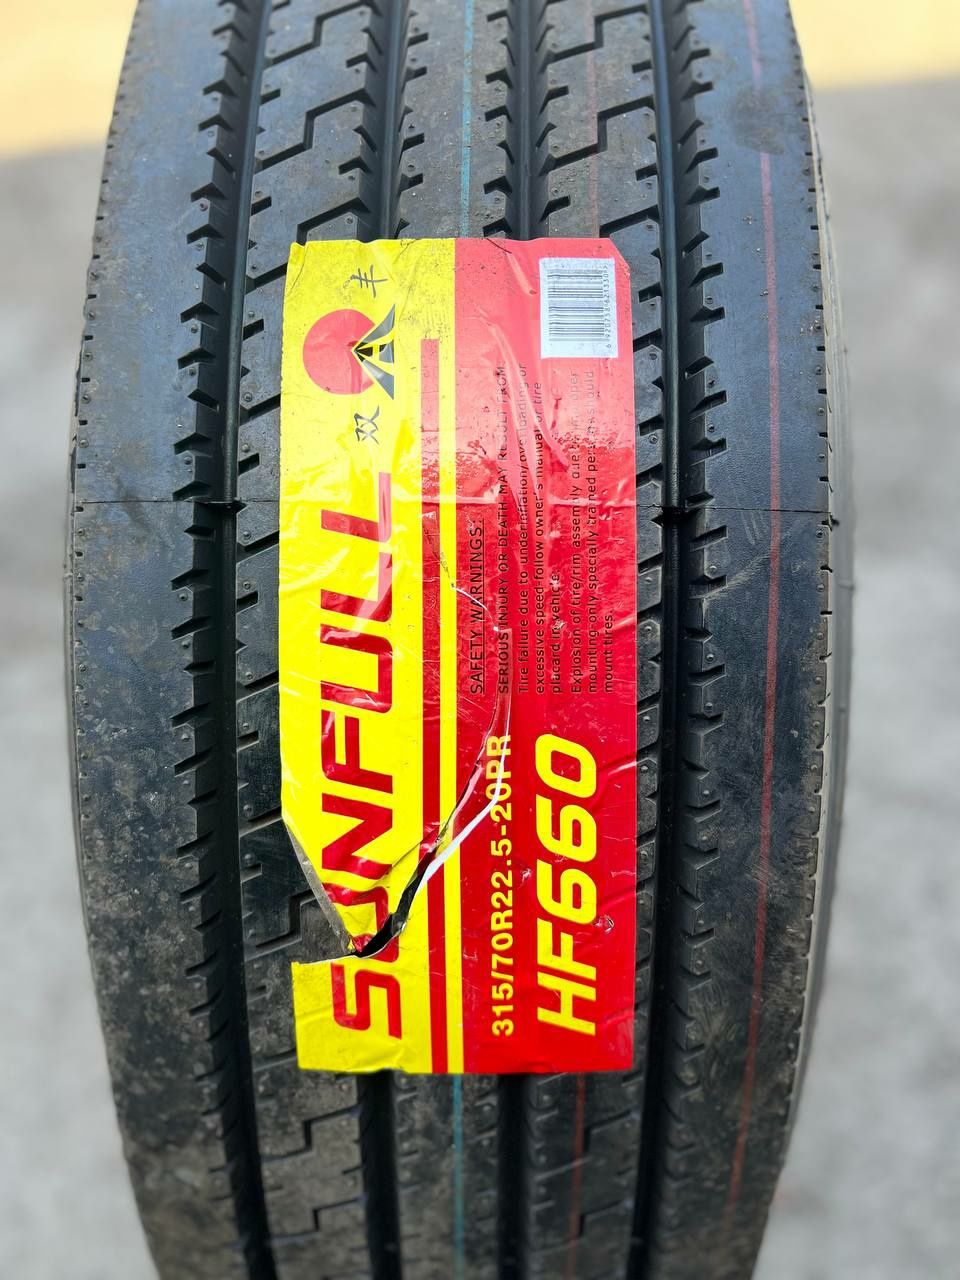 双 丰
SUNFULL
SAFETY WARNINGS:
SERIOUS INJURY OR DEATH MAY RESULT FROM:
Tire failure due to underinflation/overloading or
excessive speed-follow owner's manual or tire
placard in vehicle.
Explosion of tire/rim assembly due to improper
mounting-only specially trained persons should
mount tires.
315/70R22.5-20PR
HF660